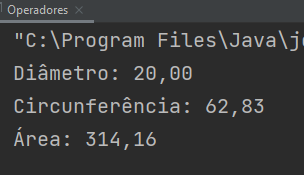 Operadores ×
"C:\Program Files\Java\j
Diâmetro: 20,00
Circunferência: 62,83
Área: 314,16